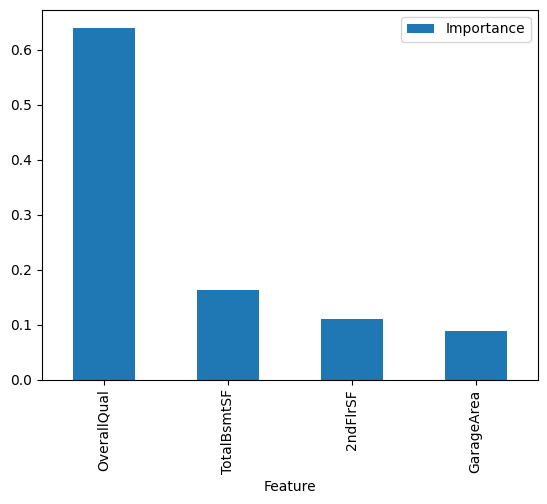 Importance
0.6
0.5
0.4
0.3
0.2
0.1
0.0
OverallQual
TotalBsmtSF
2ndFlrSF
GarageArea
Feature